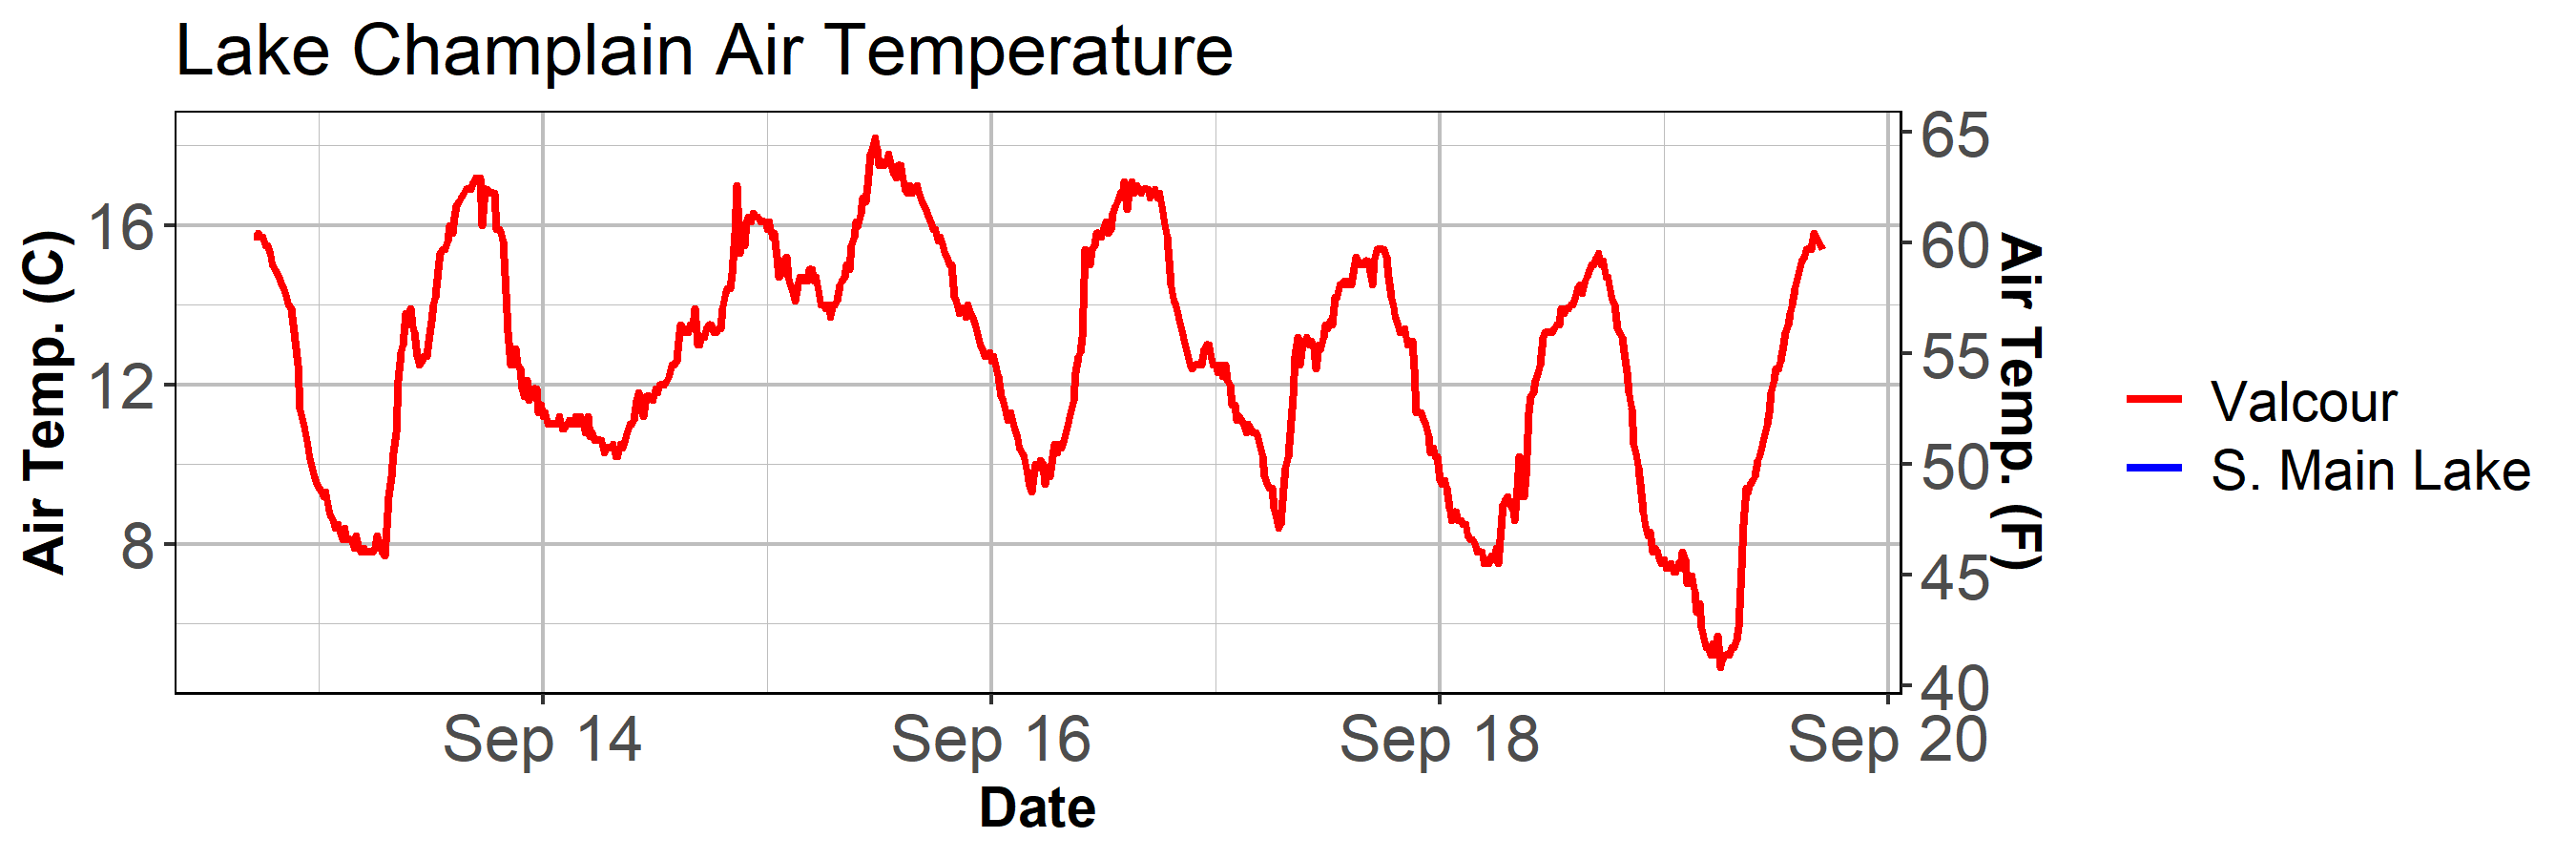 Lake Champlain Air Temperature
Air Temp. (C)
16
12
8
65
60
55
50
45
40
Air Temp. (F)
Sep 14
Sep 16
Sep 18
Sep 20
Date
Valcour
S. Main Lake